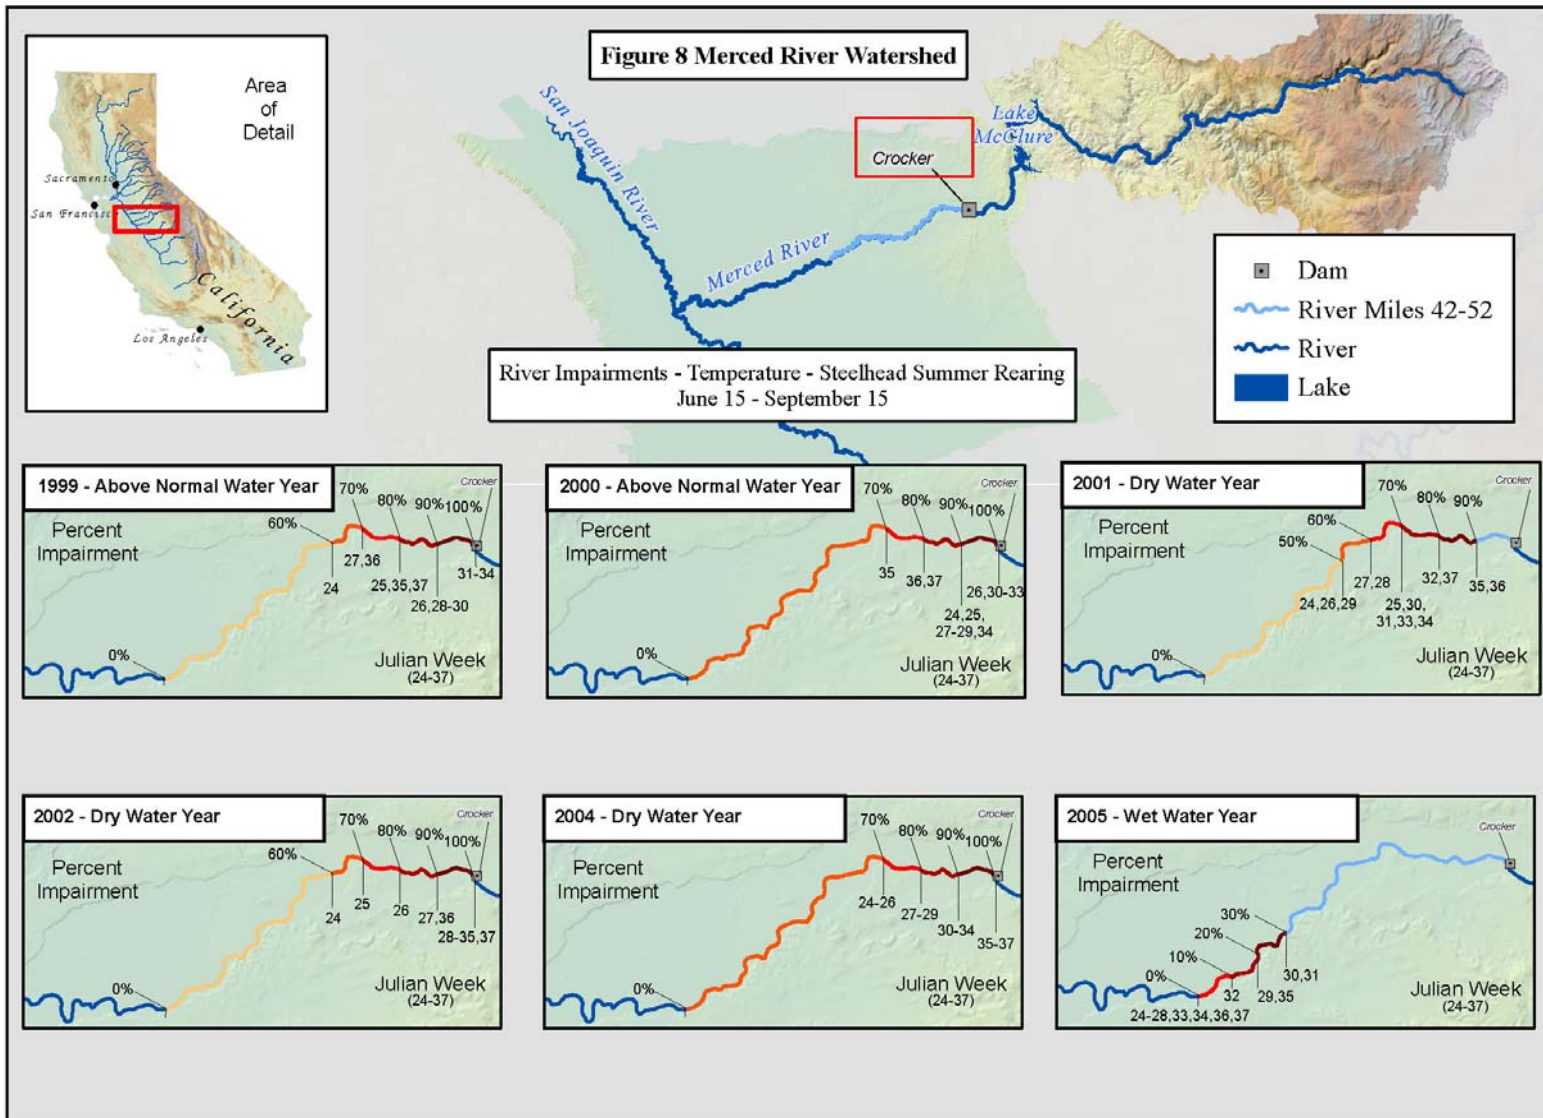 Figure 8 Merced River Watershed
Area
of
Detail
Sacramento
San Francisc
Los Angeles
California
San Joaquin River
Merced River
Lake
McClure
Crocker
Dam
River Miles 42-52
River
Lake
River Impairments - Temperature - Steelhead Summer Rearing
June 15 - September 15
1999 - Above Normal Water Year
Percent
Impairment
0%
60%
70%
80%
90%
100%
Crocker
24
27,36
25,35,37
26,28-30
31-34
Julian Week
(24-37)
2000 - Above Normal Water Year
Percent
Impairment
0%
70%
80%
90%
100%
Crocker
35
36,37
24,25,
27-29,34
26,30-33
Julian Week
(24-37)
2001 - Dry Water Year
Percent
Impairment
0%
50%
60%
70%
80%
90%
Crocker
24,26,29
27,28
25,30,
31,33,34
32,37
35,36
Julian Week
(24-37)
2002 - Dry Water Year
Percent
Impairment
0%
60%
70%
80%
90%
100%
Crocker
24
25
26
27,36
28-35,37
Julian Week
(24-37)
2004 - Dry Water Year
Percent
Impairment
0%
70%
80%
90%
100%
Crocker
24-26
27-29
30-34
35-37
Julian Week
(24-37)
2005 - Wet Water Year
Percent
Impairment
0%
10%
20%
30%
Crocker
24-28,33,34,36,37
32
29,35
30,31
Julian Week
(24-37)